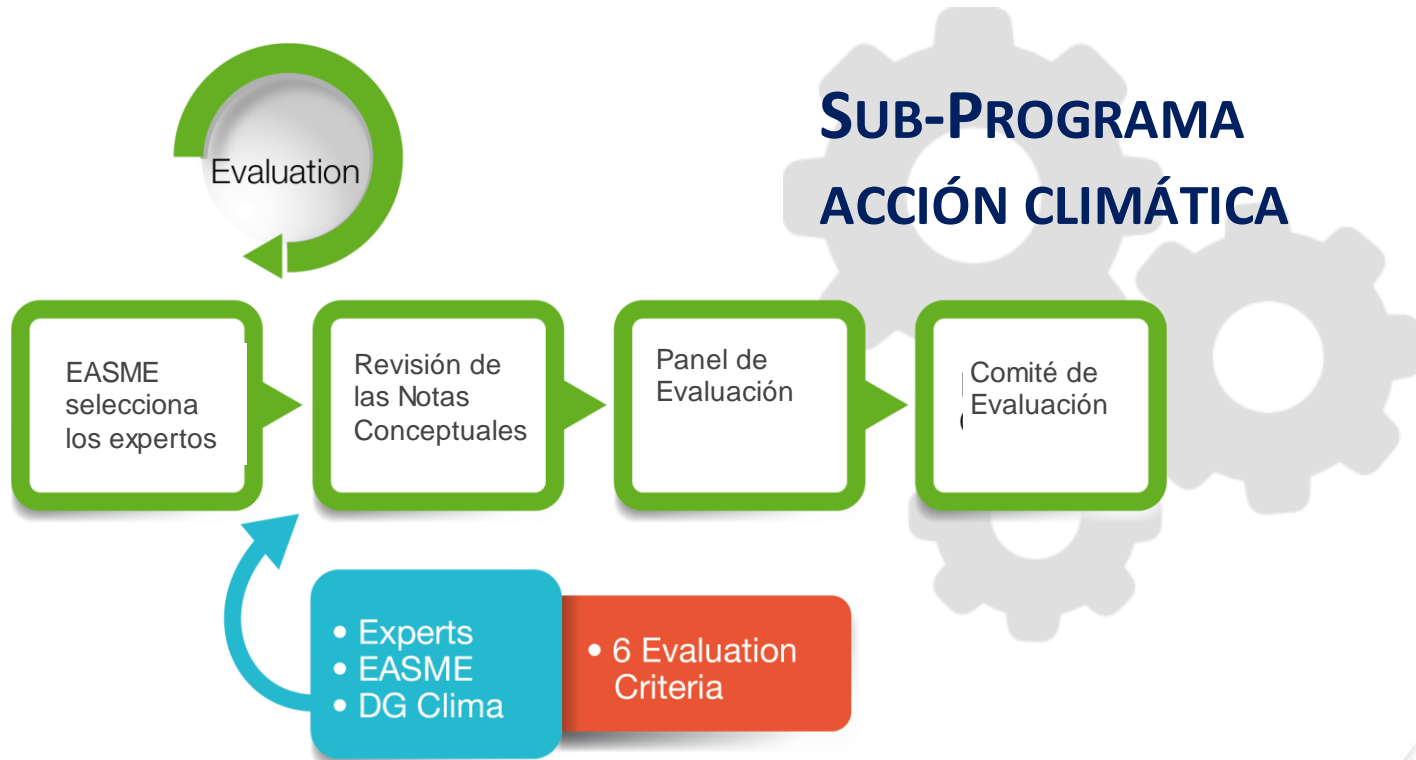 SUB-PROGRAMA
ACCIÓN CLIMÁTICA
Evaluation
EASME
selecciona
los expertos
Revisión de
las Notas
Conceptuales
Panel de
Evaluación
Comité de
Evaluación
• Experts
• EASME
• DG Clima
• 6 Evaluation
Criteria